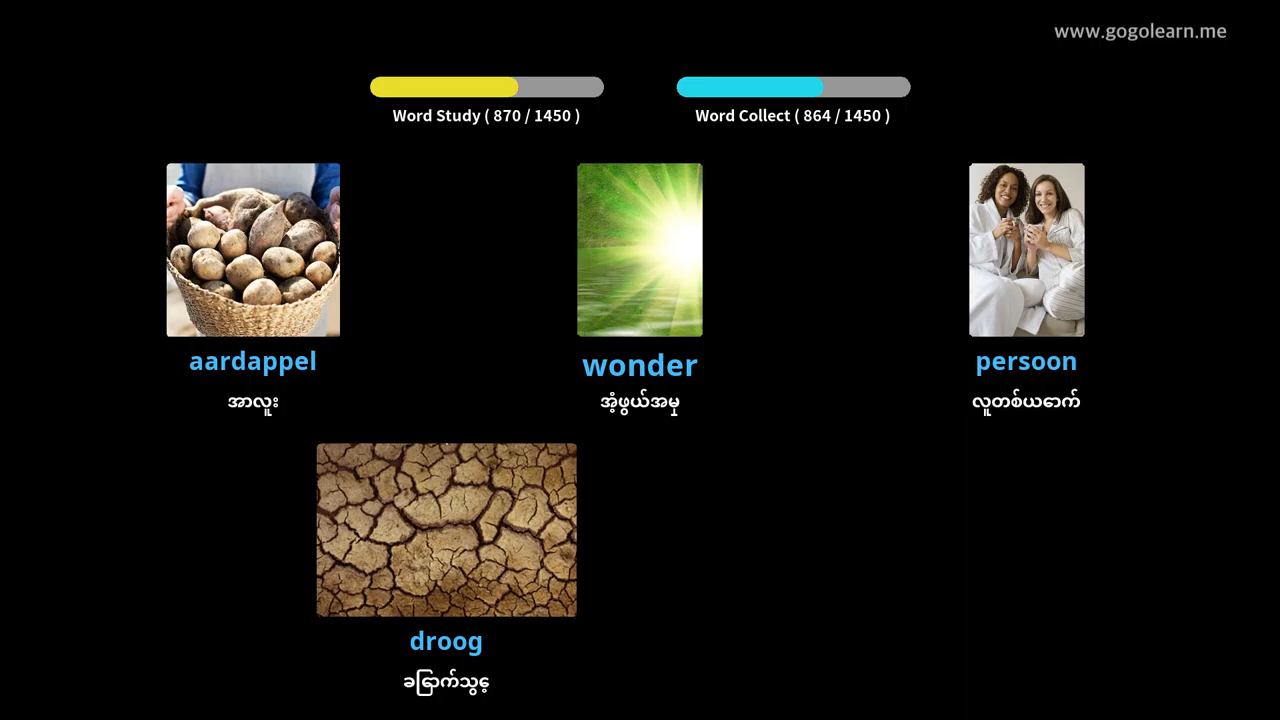 www.gogolearn.me
Word Study ( 870 / 1450 )
Word Collect ( 864 / 1450 )
aardappel
အာလူး
wonder
အံ့ဖွယ်အမှု
persoon
လူတစ်ယောက်
droog
ခြောက်သွေ့